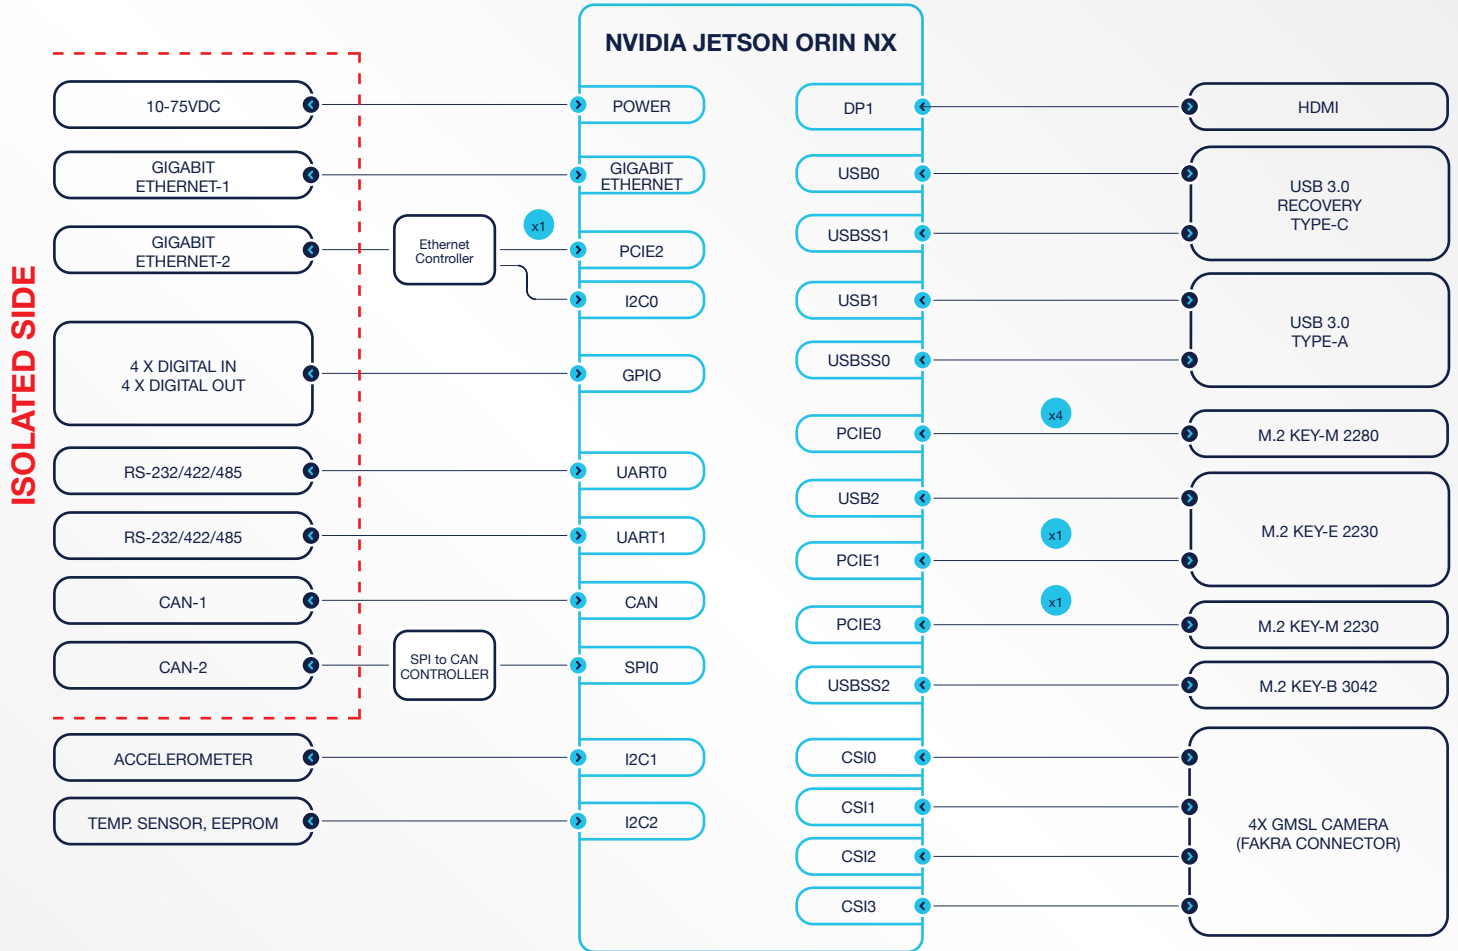 NVIDIA JETSON ORIN NX
ISOLATED SIDE
10-75VDC
POWER
GIGABIT
ETHERNET-1
GIGABIT
ETHERNET
GIGABIT
ETHERNET-2
Ethernet
Controller
x1
PCIE2
I2C0
4 X DIGITAL IN
4 X DIGITAL OUT
GPIO
RS-232/422/485
UART0
RS-232/422/485
UART1
CAN-1
CAN
CAN-2
SPI to CAN
CONTROLLER
SPI0
ACCELEROMETER
I2C1
TEMP. SENSOR, EEPROM
I2C2
DP1
HDMI
USB0
USBSS1
USB 3.0
RECOVERY
TYPE-C
USB1
USBSS0
USB 3.0
TYPE-A
PCIE0
x4
M.2 KEY-M 2280
USB2
PCIE1
x1
M.2 KEY-E 2230
PCIE3
x1
M.2 KEY-M 2230
USBSS2
M.2 KEY-B 3042
CSI0
CSI1
CSI2
CSI3
4X GMSL CAMERA
(FAKRA CONNECTOR)